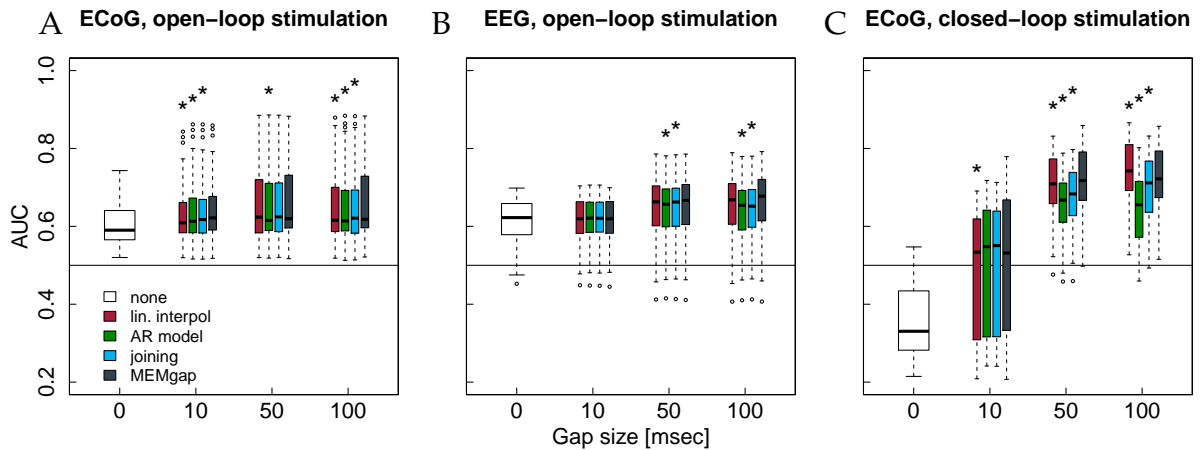 A ECoG, open−loop stimulation
B EEG, open−loop stimulation
C ECoG, closed−loop stimulation
AUC
1.0
0.8
0.6
0.4
0.2
* * *
*
* * *
* *
* *
*
* * *
* * *
none
lin. interpol
AR model
joining
MEMgap
0 10 50 100
0 10 50 100
0 10 50 100
Gap size [msec]